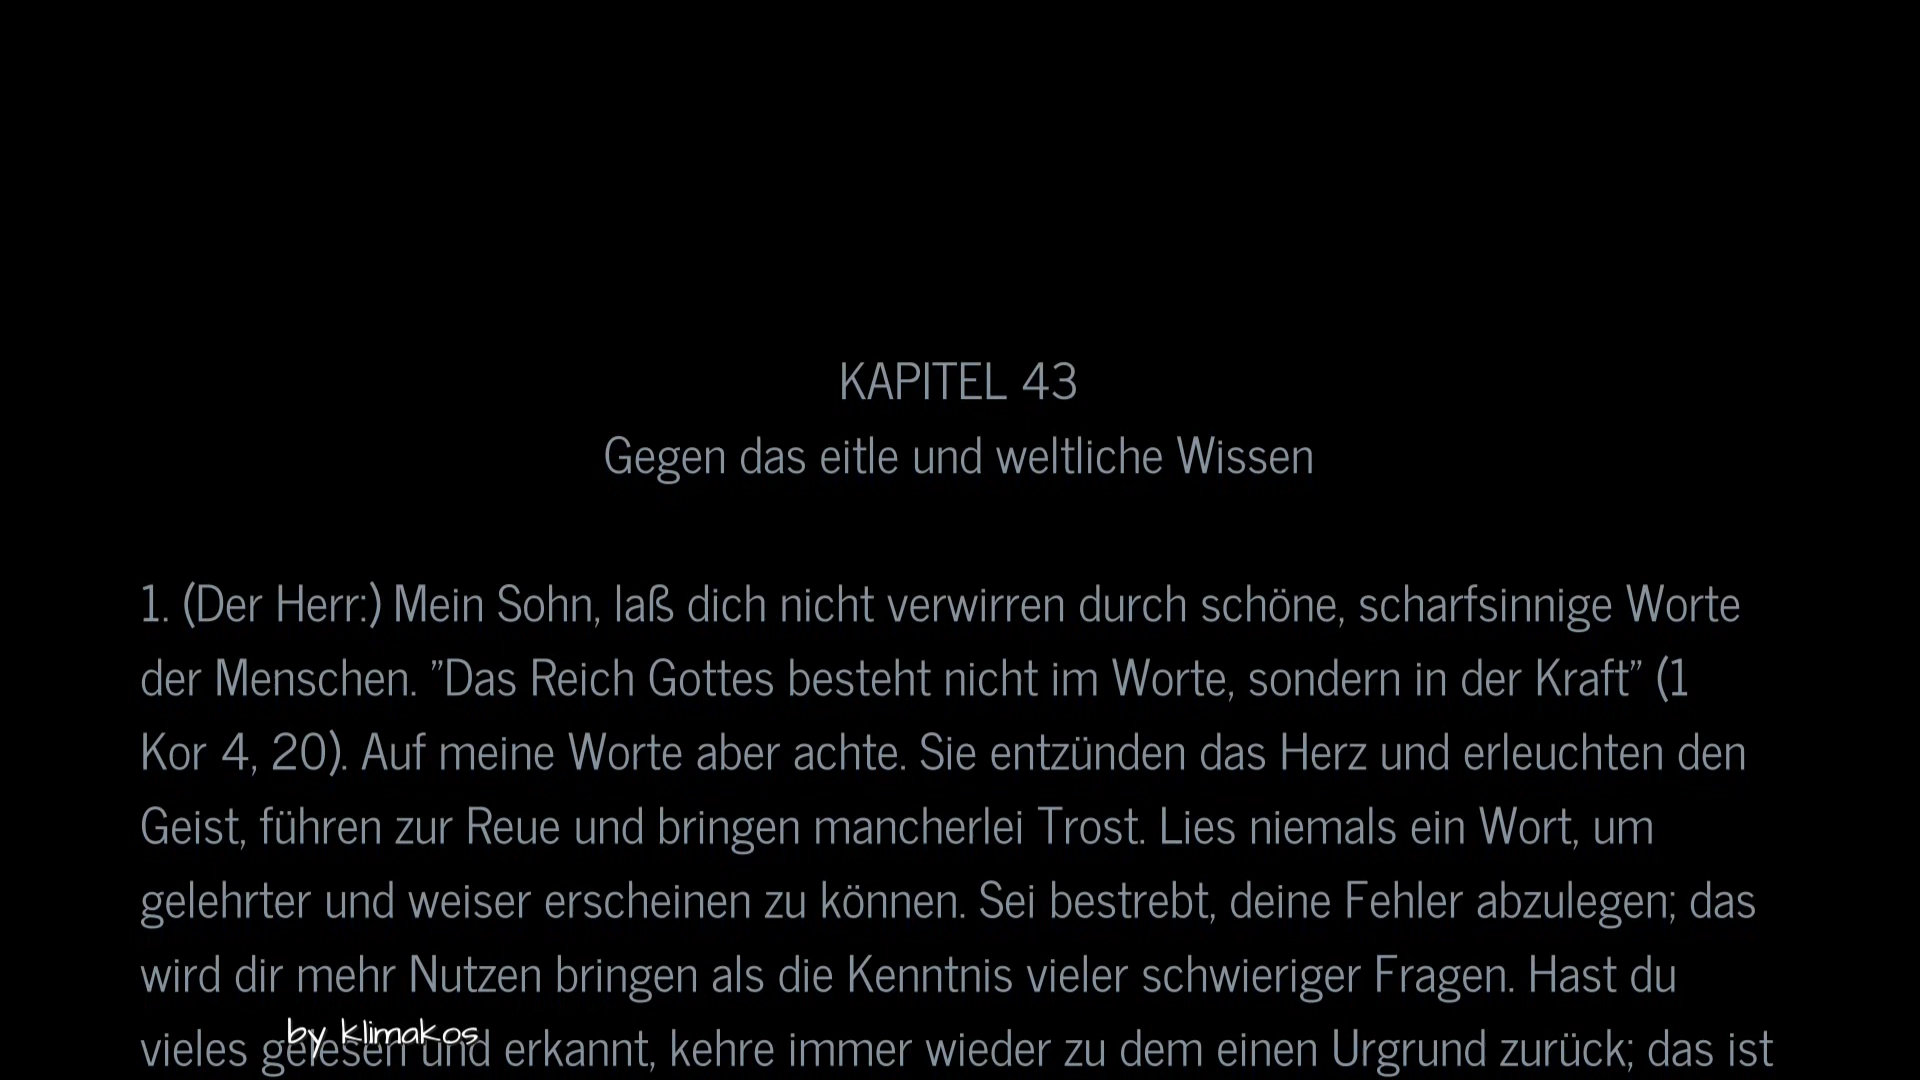 KAPITEL 43
Gegen das eitle und weltliche Wissen
1. (Der Herr:) Mein Sohn, laß dich nicht verwirren durch schöne, scharfsinnige Worte
der Menschen. ”Das Reich Gottes besteht nicht im Worte, sondern in der Kraft” (1
Kor 4, 20). Auf meine Worte aber achte. Sie entzünden das Herz und erleuchten den
Geist, führen zur Reue und bringen mancherlei Trost. Lies niemals ein Wort, um
gelehrter und weiser erscheinen zu können. Sei bestrebt, deine Fehler abzulegen; das
wird dir mehr Nutzen bringen als die Kenntnis vieler schwieriger Fragen. Hast du
vieles gelesen und erkannt, kehre immer wieder zu dem einen Urgrund zurück; das ist
by klimakos